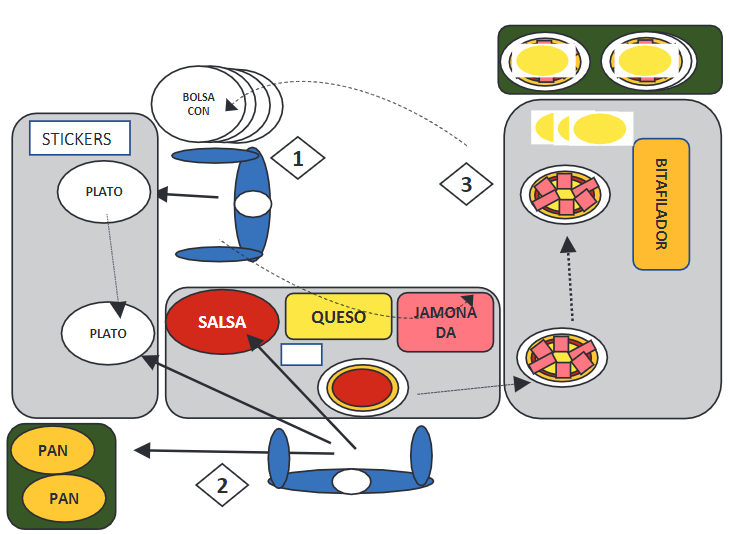 BOLSA
CON
STICKERS
1
PLATO
3
BITAFILADOR
SALSA
QUESO
JAMONA
DA
PLATO
PAN
PAN
2